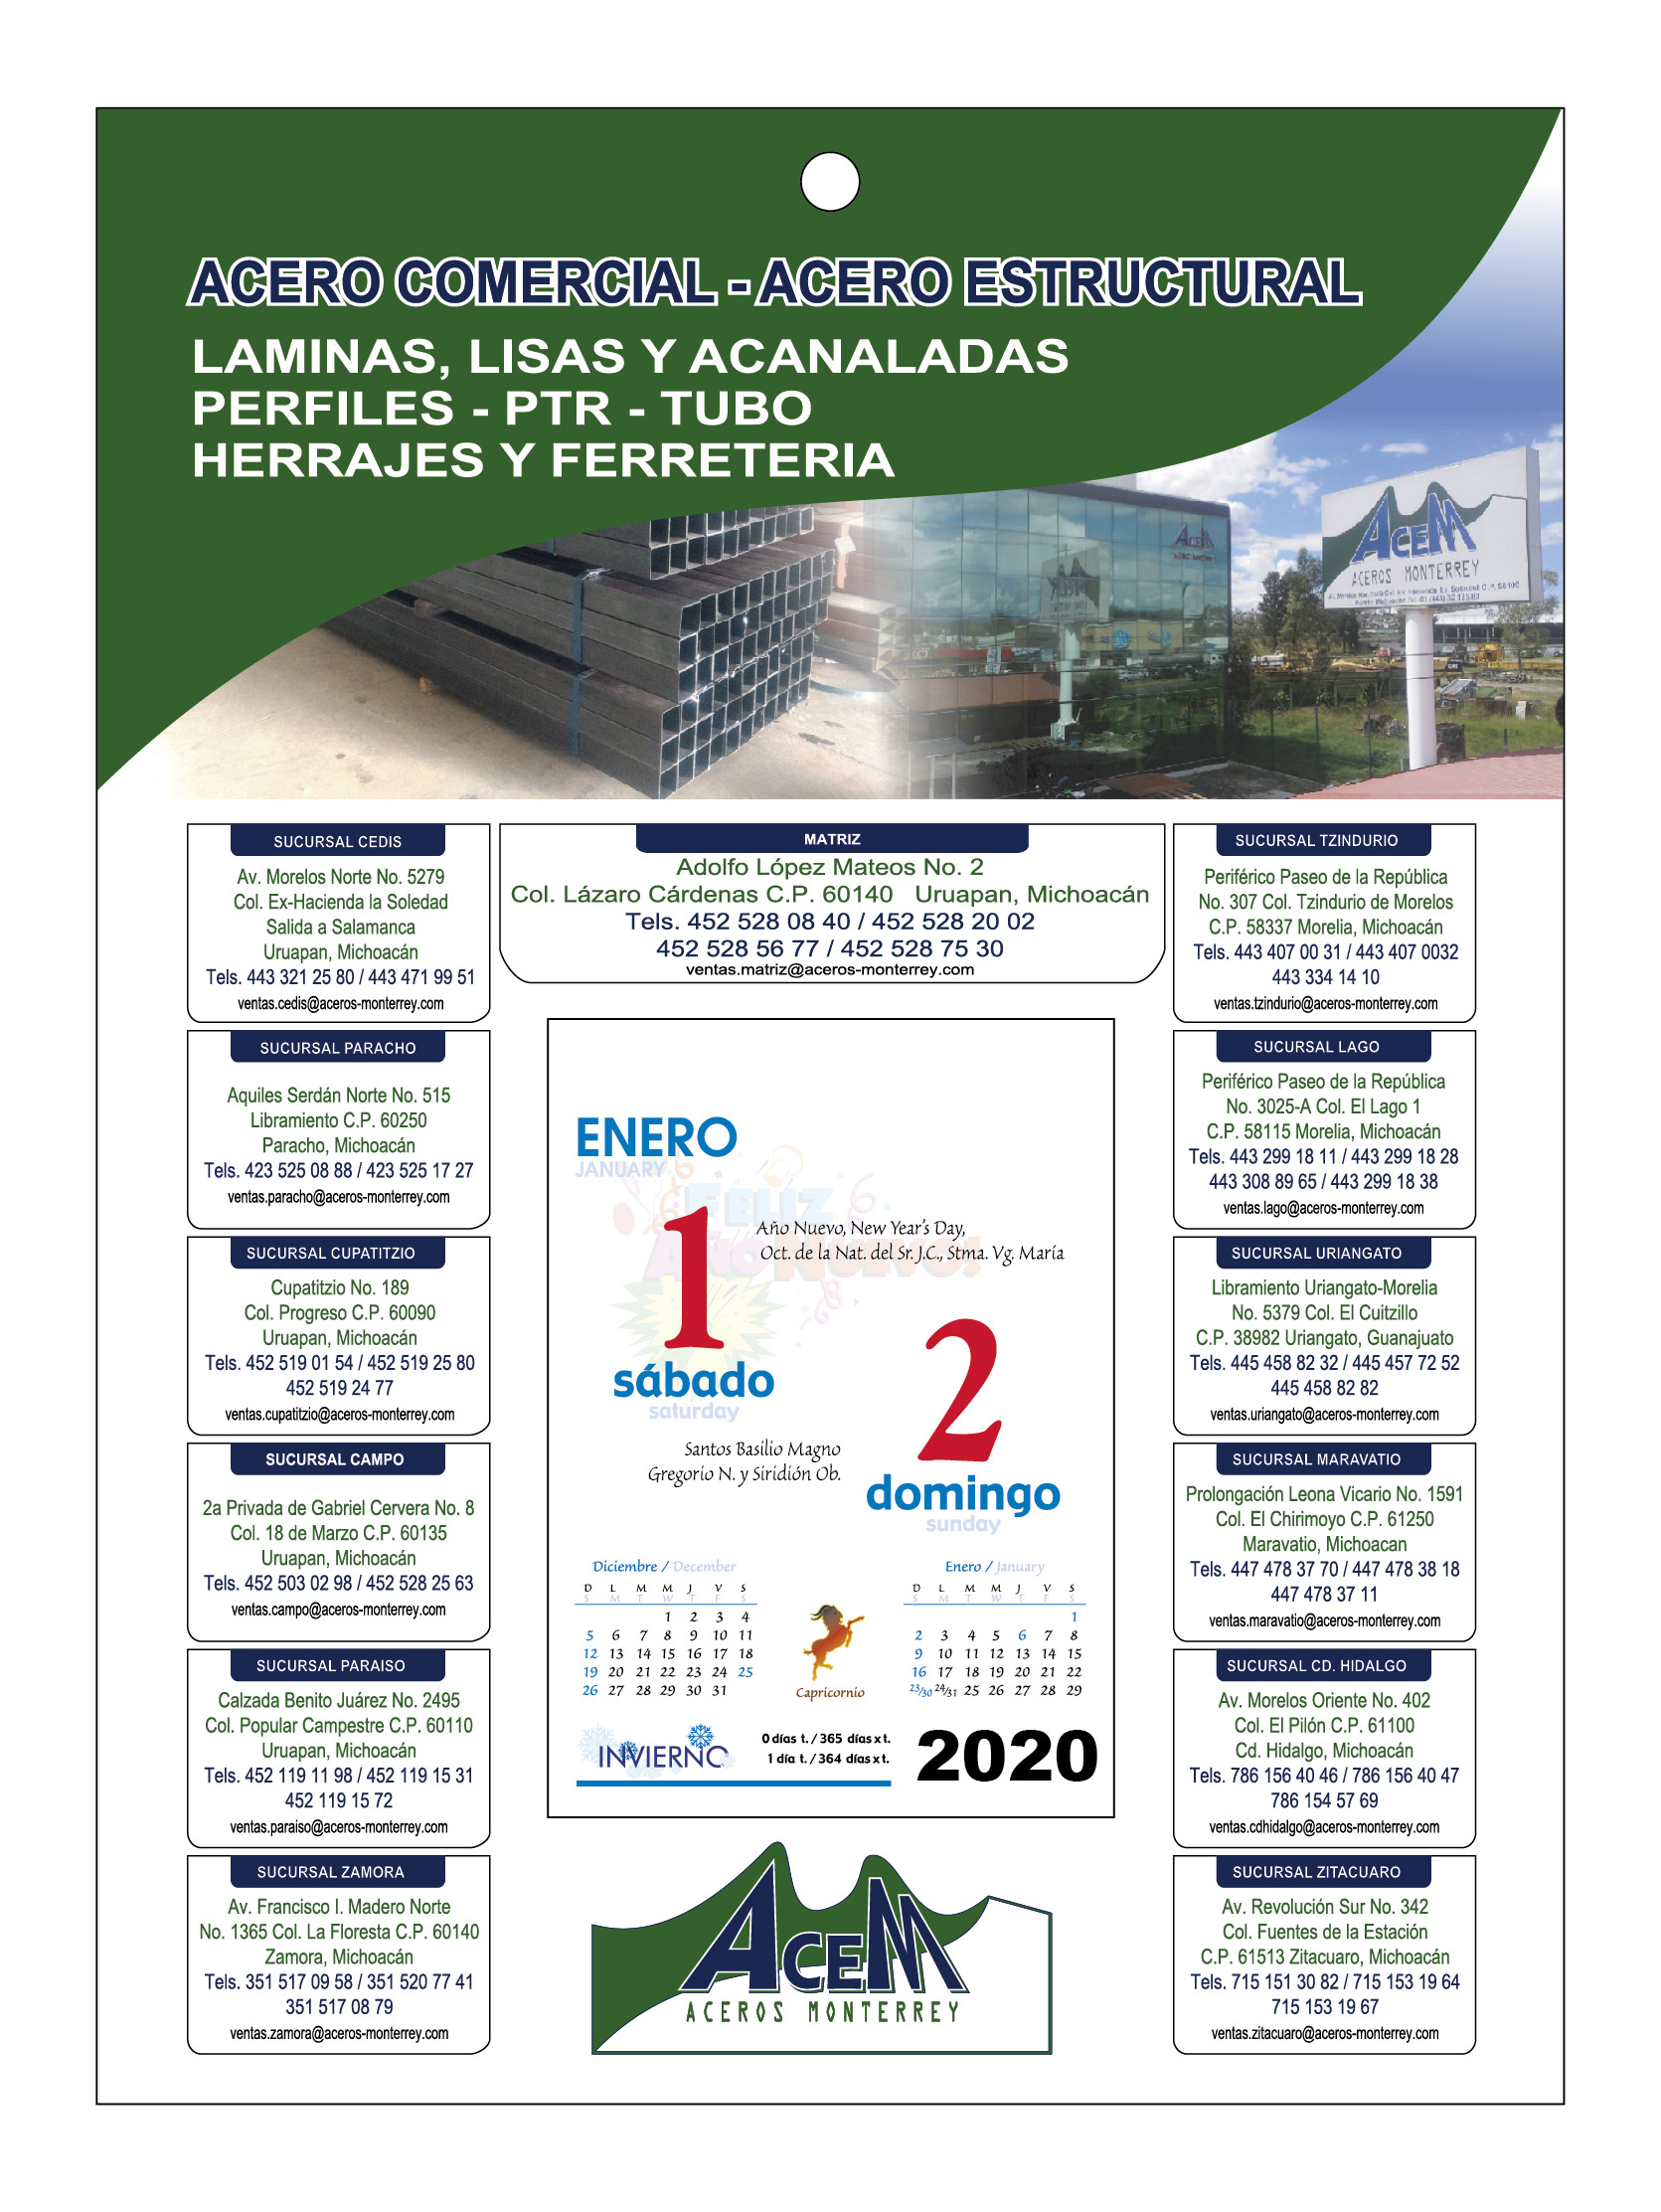 ACERO COMERCIAL - ACERO ESTRUCTURAL
LAMINAS, LISAS Y ACANALADAS
PERFILES - PTR - TUBO
HERRAJES Y FERRETERIA
ACEM
ACEM
ACEROS MONTERREY
SUCURSAL CEDIS
Av. Morelos Norte No. 5279
Col. Ex-Hacienda la Soledad
Salida a Salamanca
Uruapan, Michoacán
Tels. 443 321 25 80 / 443 471 99 51
ventas.cedis@aceros-monterrey.com
MATRIZ
Adolfo López Mateos No. 2
Col. Lázaro Cárdenas C.P. 60140 Uruapan, Michoacán
Tels. 452 528 08 40 / 452 528 20 02
452 528 56 77 / 452 528 75 30
ventas.matriz@aceros-monterrey.com
SUCURSAL TZINDURIO
Periférico Paseo de la República
No. 307 Col. Tzindurio de Morelos
C.P. 58337 Morelia, Michoacán
Tels. 443 407 00 31 / 443 407 0032
443 334 14 10
ventas.tzindurio@aceros-monterrey.com
SUCURSAL PARACHO
Aquiles Serdán Norte No. 515
Libramiento C.P. 60250
Paracho, Michoacán
Tels. 423 525 08 88 / 423 525 17 27
ventas.paracho@aceros-monterrey.com
SUCURSAL CUPATITZIO
Cupatitzio No. 189
Col. Progreso C.P. 60090
Uruapan, Michoacán
Tels. 452 519 01 54 / 452 519 25 80
452 519 24 77
ventas.cupatitzio@aceros-monterrey.com
SUCURSAL CAMPO
2a Privada de Gabriel Cervera No. 8
Col. 18 de Marzo C.P. 60135
Uruapan, Michoacán
Tels. 452 503 02 98 / 452 528 25 63
ventas.campo@aceros-monterrey.com
SUCURSAL PARAISO
Calzada Benito Juárez No. 2495
Col. Popular Campestre C.P. 60110
Uruapan, Michoacán
Tels. 452 119 11 98 / 452 119 15 31
452 119 15 72
ventas.paraiso@aceros-monterrey.com
SUCURSAL ZAMORA
Av. Francisco I. Madero Norte
No. 1365 Col. La Floresta C.P. 60140
Zamora, Michoacán
Tels. 351 517 09 58 / 351 520 77 41
351 517 08 79
ventas.zamora@aceros-monterrey.com
ENERO
JANUARY
FELIZ
AÑO NUEVO!
1
Año Nuevo, New Year's Day,
Oct. de la Nat. del Sr. J.C., Stma. Vg. María
sábado
saturday
2
Santos Basilio Magno
Gregorio N. y Siridión Ob.
domingo
sunday
Diciembre / December
D L M M J V S
S M T W T F S
1 2 3 4
5 6 7 8 9 10 11
12 13 14 15 16 17 18
19 20 21 22 23 24 25
26 27 28 29 30 31
Capricornio
Enero / January
D L M M J V S
S M T W T F S
1
2 3 4 5 6 7 8
9 10 11 12 13 14 15
16 17 18 19 20 21 22
23/30 24/31 25 26 27 28 29
INVIERNO
0 días t. / 365 días x t.
1 día t. / 364 días x t.
2020
ACEM
ACEROS MONTERREY
SUCURSAL LAGO
Periférico Paseo de la República
No. 3025-A Col. El Lago 1
C.P. 58115 Morelia, Michoacán
Tels. 443 299 18 11 / 443 299 18 28
443 308 89 65 / 443 299 18 38
ventas.lago@aceros-monterrey.com
SUCURSAL URIANGATO
Libramiento Uriangato-Morelia
No. 5379 Col. El Cuitzillo
C.P. 38982 Uriangato, Guanajuato
Tels. 445 458 82 32 / 445 457 72 52
445 458 82 82
ventas.uriangato@aceros-monterrey.com
SUCURSAL MARAVATIO
Prolongación Leona Vicario No. 1591
Col. El Chirimoyo C.P. 61250
Maravatio, Michoacan
Tels. 447 478 37 70 / 447 478 38 18
447 478 37 11
ventas.maravatio@aceros-monterrey.com
SUCURSAL CD. HIDALGO
Av. Morelos Oriente No. 402
Col. El Pilón C.P. 61100
Cd. Hidalgo, Michoacán
Tels. 786 156 40 46 / 786 156 40 47
786 154 57 69
ventas.cdhidalgo@aceros-monterrey.com
SUCURSAL ZITACUARO
Av. Revolución Sur No. 342
Col. Fuentes de la Estación
C.P. 61513 Zitacuaro, Michoacán
Tels. 715 151 30 82 / 715 153 19 64
715 153 19 67
ventas.zitacuaro@aceros-monterrey.com